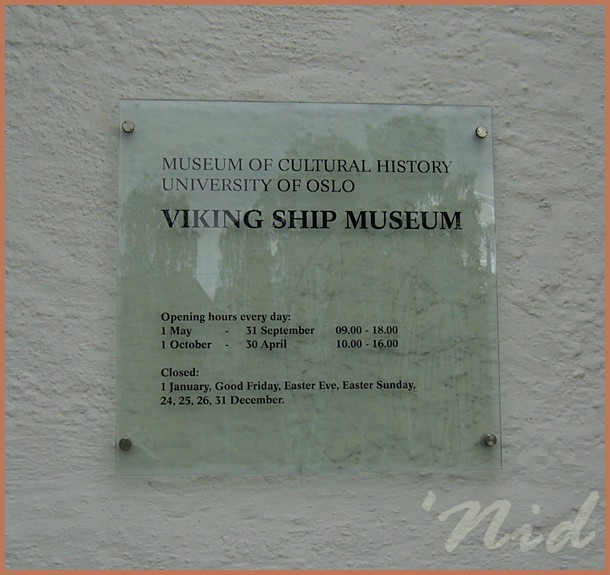 MUSEUM OF CULTURAL HISTORY
UNIVERSITY OF OSLO
VIKING SHIP MUSEUM
Opening hours every day:
1 May - 31 September 09.00 - 18.00
1 October - 30 April 10.00 - 16.00
Closed:
1 January, Good Friday, Easter Eve, Easter Sunday,
24, 25, 26, 31 December.
'Nid